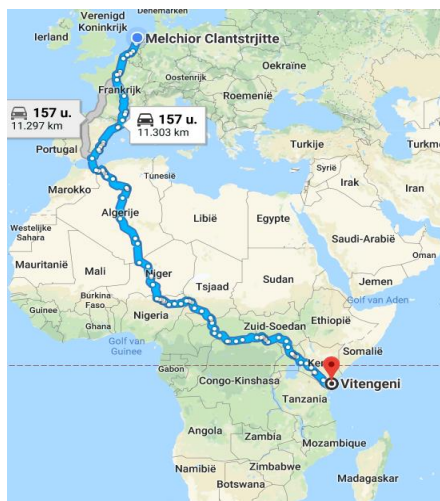 Denemarken
Verenigd
Koninkrijk
Ierland
Melchior Clantstrjitte
Oekraïne
157 u.
11.297 km
Frankrijk
Oostenrijk
157 u.
11.303 km
Roemenië
Portugal
Turkije
Turkme
Tunesië
Syrië
Marokko
Irak
Iran
Algerije
Libië
Egypte
Westelijke
Sahara
Saudi-Arabië
Oman
Mauritanië
Mali
Niger
Tsjaad
Sudan
Jemen
Burkina
Faso
Golf van Aden
Guinee
Nigeria
Ethiopië
Ghana
Zuid-Soedan
Golf van
Guinee
Somalië
Gabon
Ken
Congo-Kinshasa
Vitengeni
Tanzania
Angola
Zambia
Mozambique
Namibië
Zimbabwe
Madagaskar
Botswana